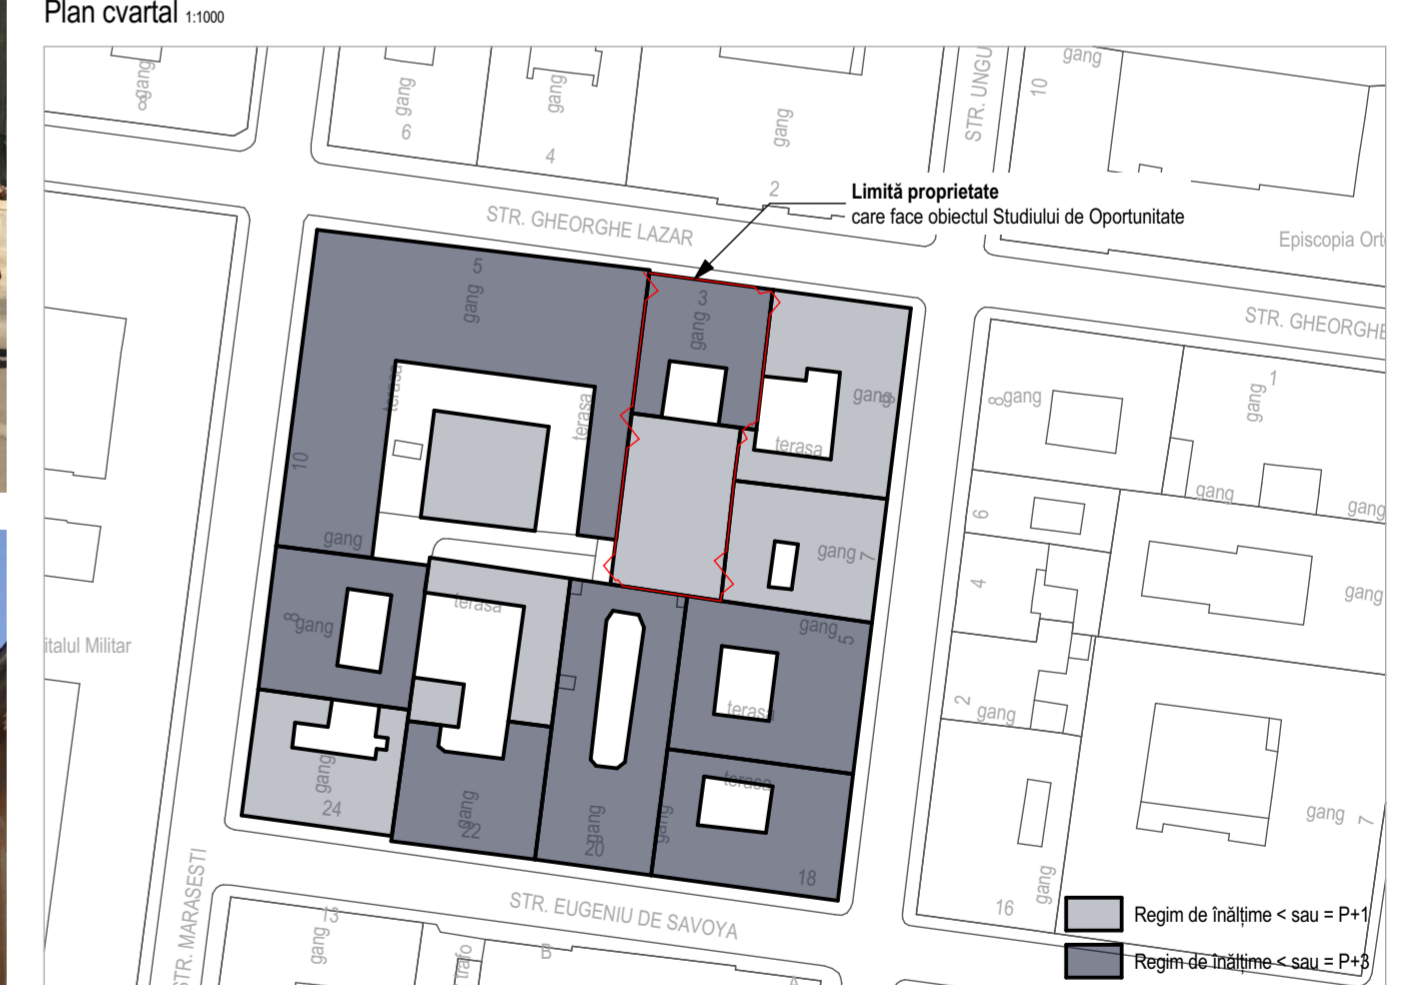 Plan cvartal 1:1000
gang
8
gang
6
gang
4
gang
2
STR. UNGU
10
gang
Limită proprietate
care face obiectul Studiului de Oportunitate
STR. GHEORGHE LAZAR
Episcopia Ort
STR. GHEORGHE
5
gang
3
gang
terasa
terasa
gang
terasa
10
gang
gang
7
8
gang
1
gang
gang
gang
6
4
gang
2
gang
italul Militar
8
gang
terasa
gang
5
terasa
terasa
gang
24
gang
22
gang
20
gang
18
gang
16
gang
7
STR. MARASESTI
STR. EUGENIU DE SAVOYA
13
gang
trafo
B
A
Regim de înălțime < sau = P+1
Regim de înălțime < sau = P+3